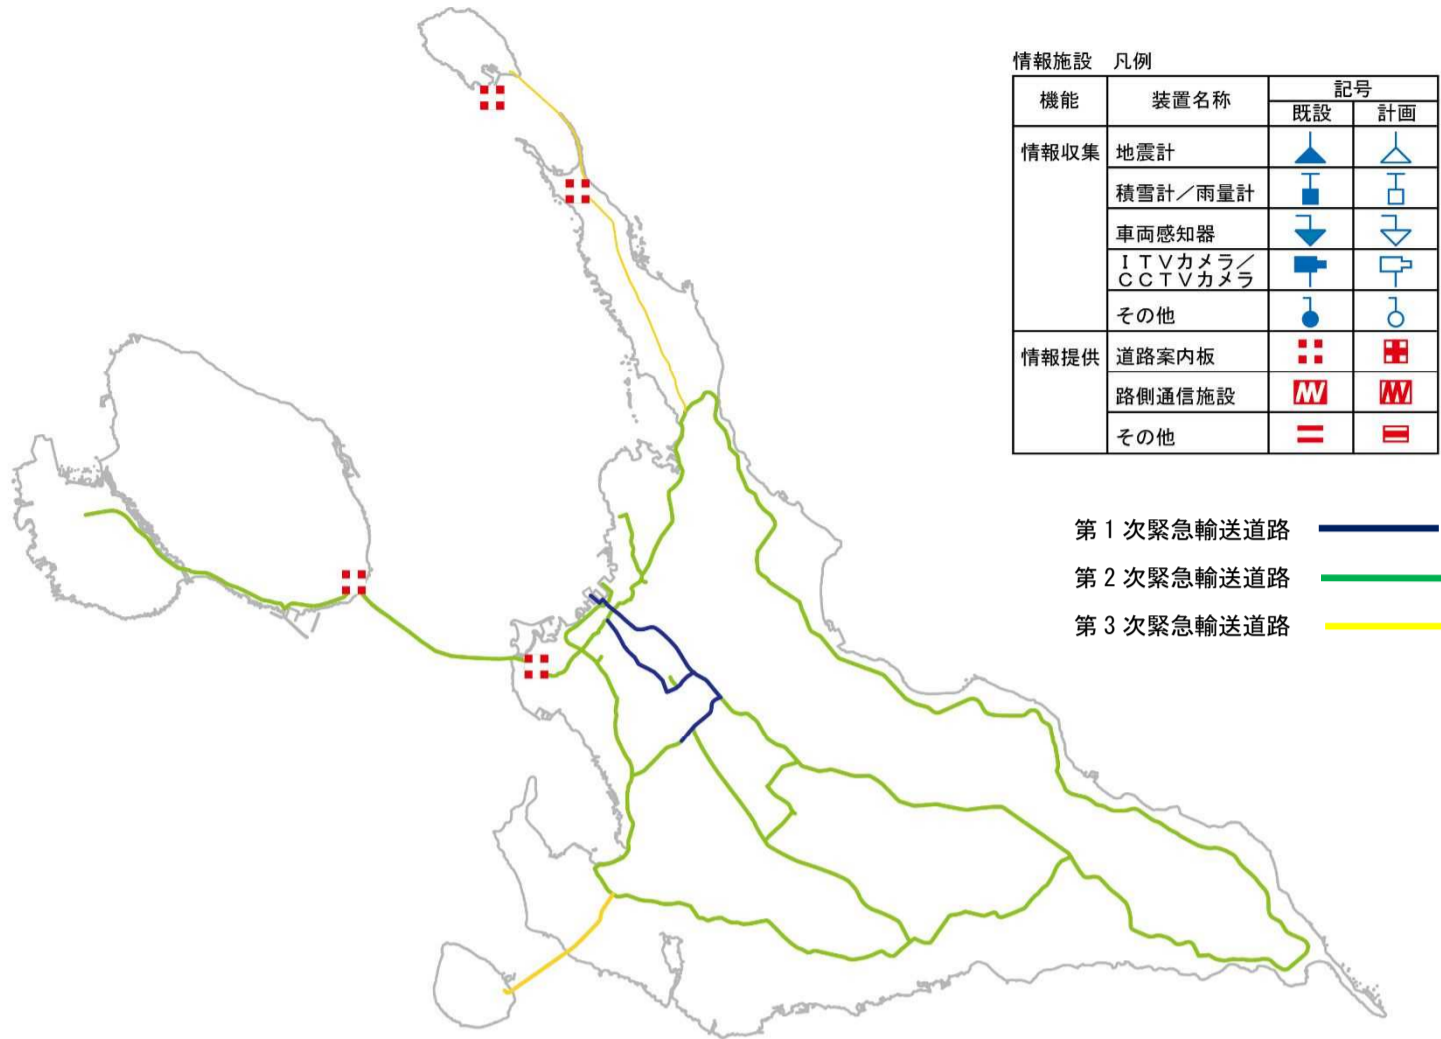 情報施設 凡例
機能 装置名称 記号
既設 計画
情報収集 地震計
積雪計／雨量計
車両感知器
ＩＴＶカメラ／
ＣＣＴＶカメラ
その他
情報提供 道路案内板
路側通信施設
その他
第１次緊急輸送道路
第２次緊急輸送道路
第３次緊急輸送道路